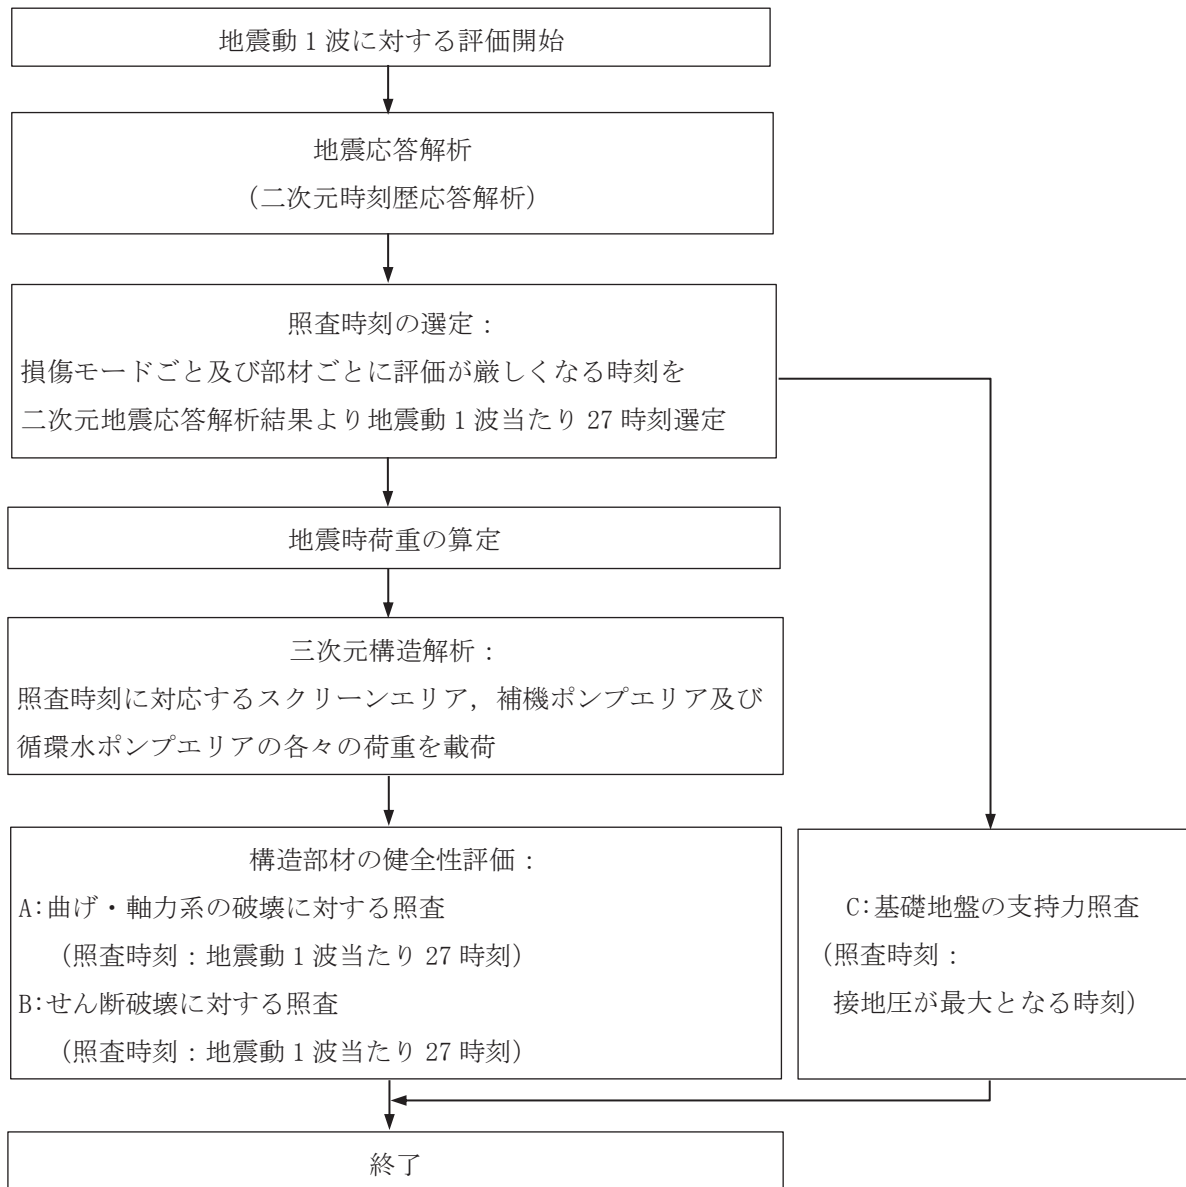 地震動１波に対する評価開始
地震応答解析
（二次元時刻歴応答解析）
照査時刻の選定：
損傷モードごと及び部材ごとに評価が厳しくなる時刻を
二次元地震応答解析結果より地震動１波当たり 27 時刻選定
地震時荷重の算定
三次元構造解析：
照査時刻に対応するスクリーンエリア，補機ポンプエリア及び
循環水ポンプエリアの各々の荷重を載荷
構造部材の健全性評価：
A:曲げ・軸力系の破壊に対する照査
（照査時刻：地震動１波当たり 27 時刻）
B:せん断破壊に対する照査
（照査時刻：地震動１波当たり 27 時刻）
C:基礎地盤の支持力照査
（照査時刻：
接地圧が最大となる時刻）
終了